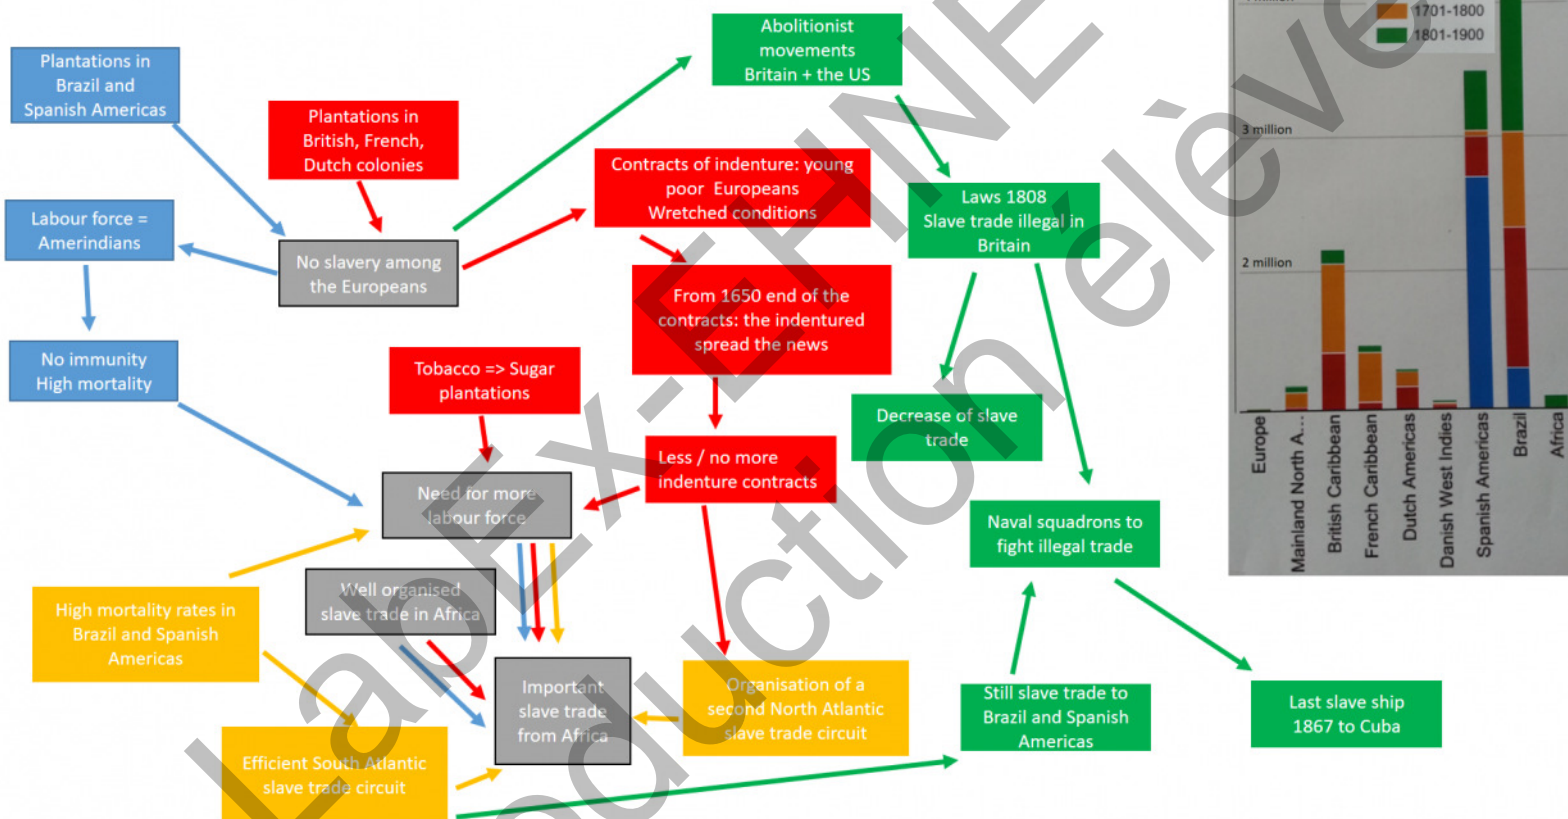 Plantations in
Brazil and
Spanish Americas
Labour force =
Amerindians
No immunity
High mortality
Plantations in
British, French,
Dutch colonies
No slavery among
the Europeans
Abolitionist
movements
Britain + the US
Contracts of indenture: young
poor Europeans
Wretched conditions
From 1650 end of the
contracts: the indentured
spread the news
Tobacco => Sugar
plantations
Less / no more
indenture contracts
Need for more
labour force
Well organised
slave trade in Africa
High mortality rates in
Brazil and Spanish
Americas
Efficient South Atlantic
slave trade circuit
Important
slave trade
from Africa
Organisation of a
second North Atlantic
slave trade circuit
Laws 1808
Slave trade illegal in
Britain
Decrease of slave
trade
Naval squadrons to
fight illegal trade
Still slave trade to
Brazil and Spanish
Americas
Last slave ship
1867 to Cuba
1701-1800
1801-1900
3 million
2 million
Europe
Mainland North A...
British Caribbean
French Caribbean
Dutch Americas
Danish West Indies
Spanish Americas
Brazil
Africa
LabEx-EHNE
élève